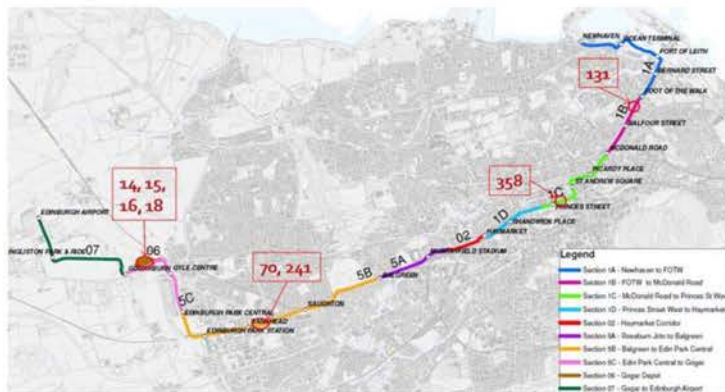 NEWHAVEN
OCEAN TERMINAL
PORT OF LEITH
1A
BERNARD STREET
131
FOOT OF THE WALK
1B
BALFOUR STREET
MCDONALD ROAD
PICARDY PLACE
ST ANDREW SQUARE
358
1C
PRINCES STREET
14, 15,
16, 18
1D
SHANDWICK PLACE
HAYMARKET
EDINBURGH AIRPORT
02
MURRAYFIELD STADIUM
INGLISTON PARK & RIDE
07
06
GOGARBURN
GYLE CENTRE
5A
BALGREEN
70, 241
5B
SAUGHTON
5C
EDINBURGH PARK CENTRAL
BANKHEAD
EDINBURGH PARK STATION
Legend
Section 1A - Newhaven to FOTW
Section 1B - FOTW to McDonald Road
Section 1C - McDonald Road to Princes St West
Section 1D - Princes Street West to Haymarket
Section 02 - Haymarket Corridor
Section 5A - Roseburn Jctn to Balgreen
Section 5B - Balgreen to Edin Park Central
Section 5C - Edin Park Central to Gogar
Section 06 - Gogar Depot
Section 07 - Gogar to Edinburgh Airport